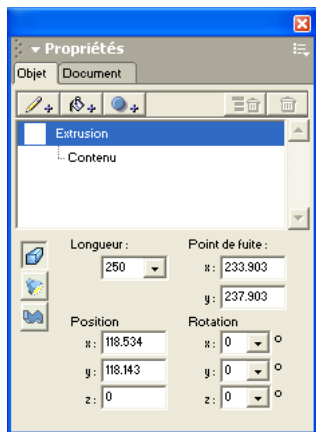 Propriétés
Objet Document
Extrusion
Contenu
Longueur : Point de fuite :
250 x: 233.903
y: 237.903
Position Rotation
x: 118.534 x: 0 °
y: 118.143 y: 0 °
z: 0 z: 0 °